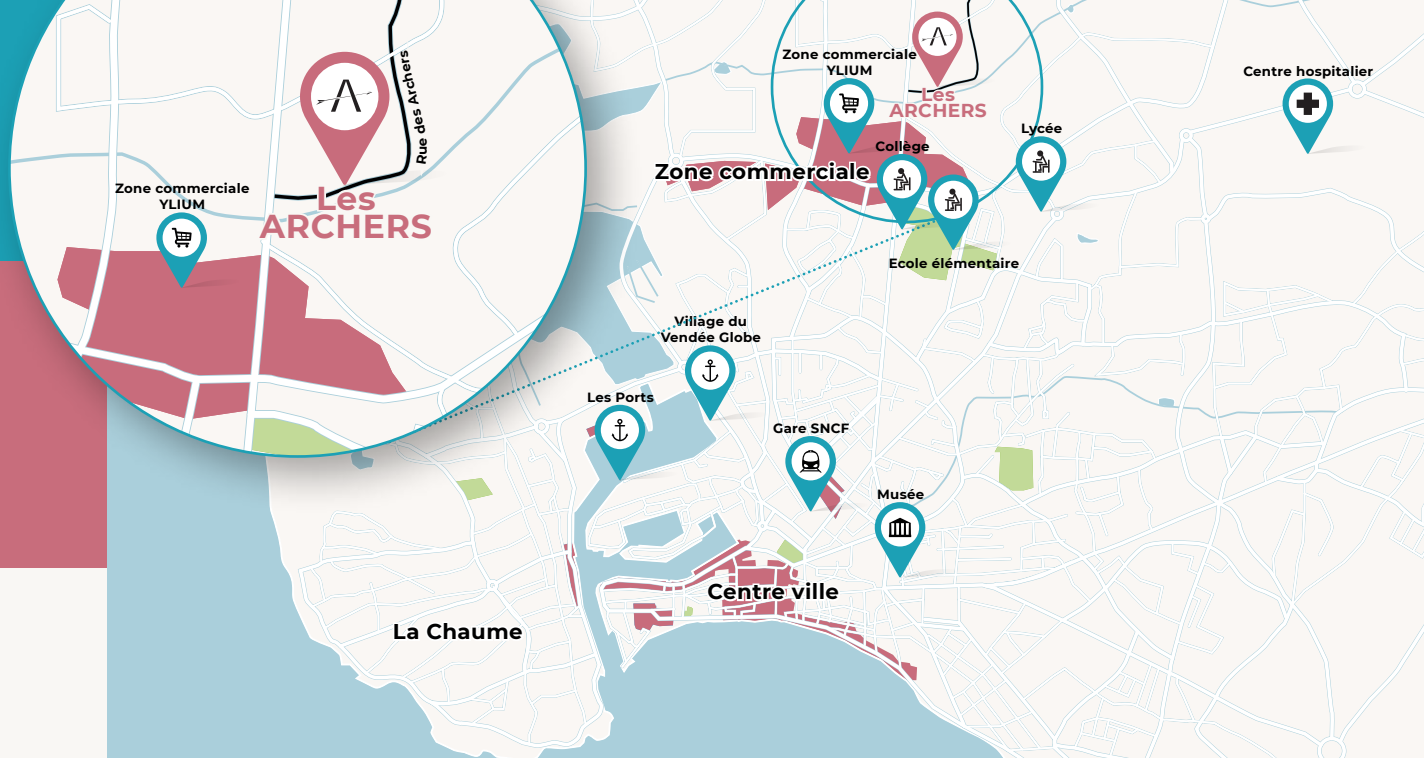 Rue des Archers
Zone commerciale
YLIUM
Les
ARCHERS
Zone commerciale
YLIUM
Les
ARCHERS
Centre hospitalier
Lycée
Collège
Zone commerciale
Ecole élémentaire
Village du
Vendée Globe
Les Ports
Gare SNCF
Musée
Centre ville
La Chaume